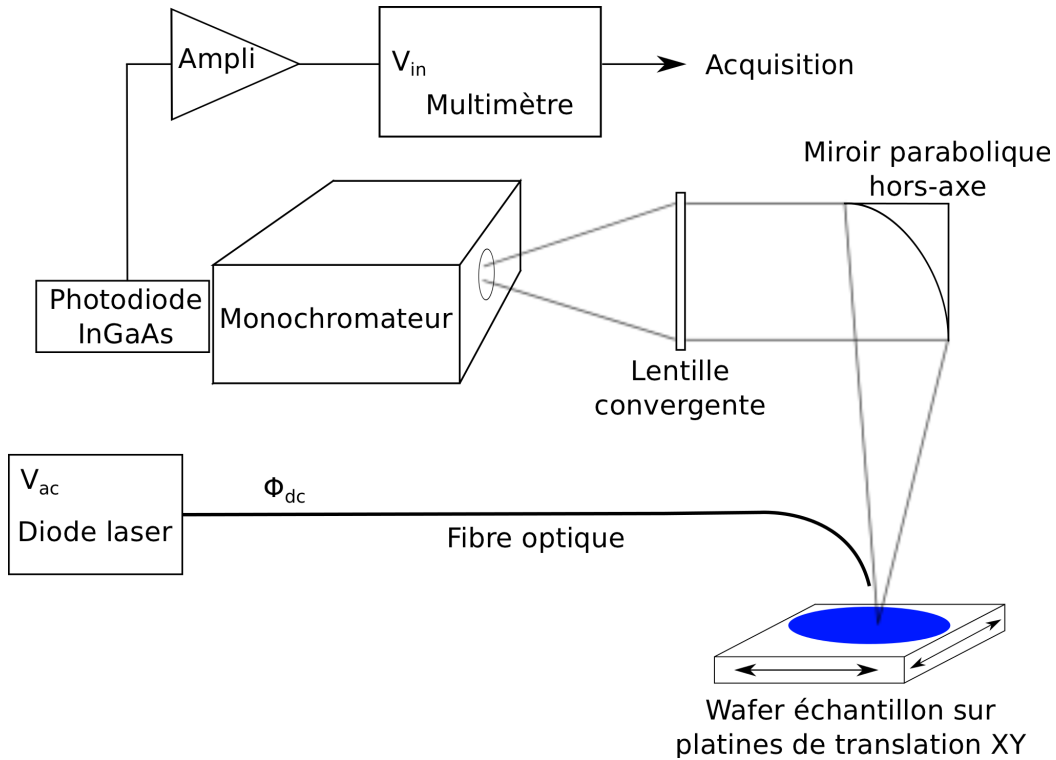 Ampli
Vin
Multimètre
Acquisition
Miroir parabolique
hors-axe
Photodiode
InGaAs
Monochromateur
Lentille
convergente
Vac
Diode laser
Φdc
Fibre optique
Wafer échantillon sur
platines de translation XY